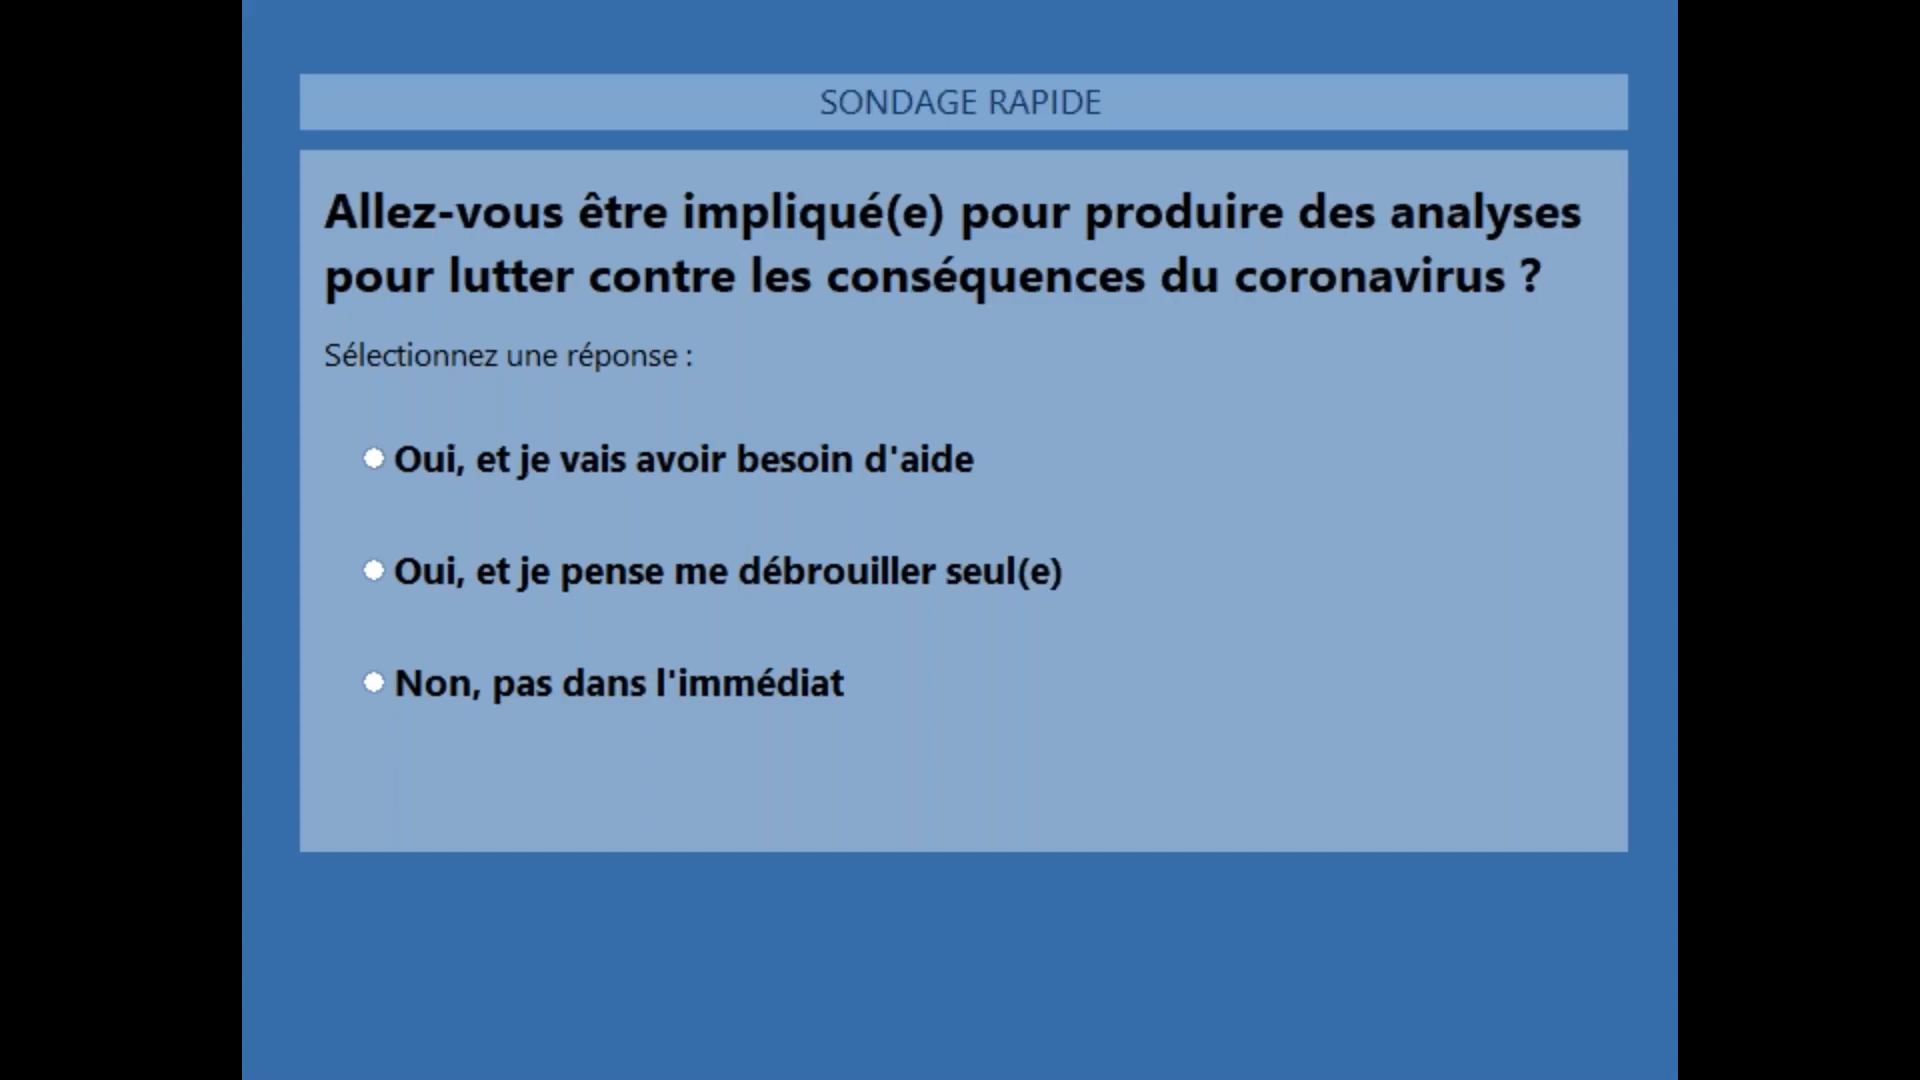 SONDAGE RAPIDE
Allez-vous être impliqué(e) pour produire des analyses
pour lutter contre les conséquences du coronavirus ?
Sélectionnez une réponse :
Oui, et je vais avoir besoin d'aide
Oui, et je pense me débrouiller seul(e)
Non, pas dans l'immédiat